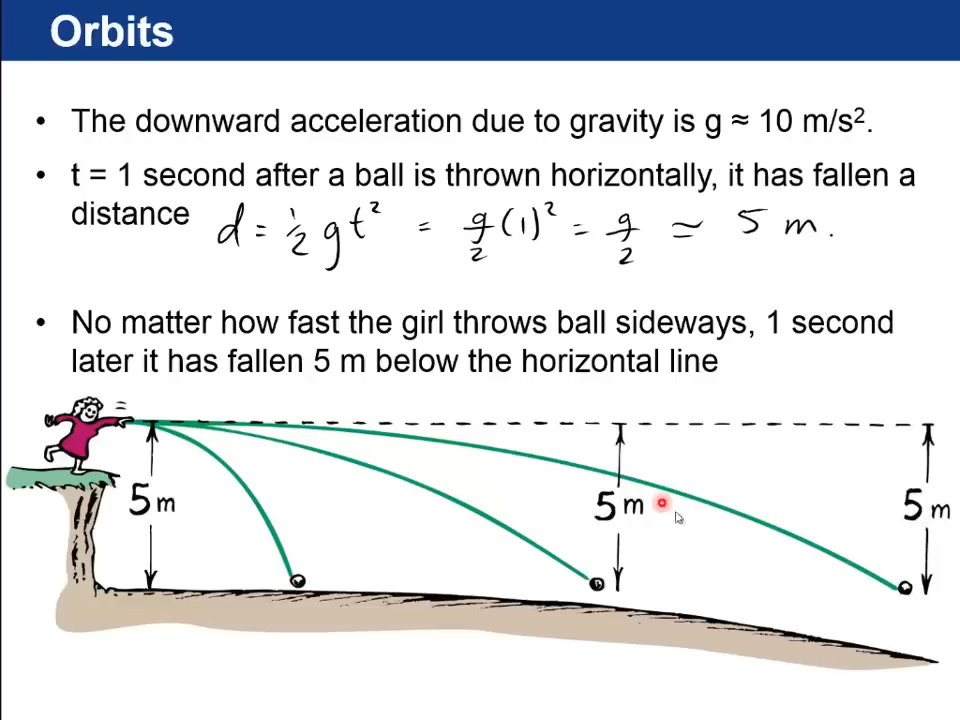 Orbits
• The downward acceleration due to gravity is g ≈ 10 m/s².
• t = 1 second after a ball is thrown horizontally, it has fallen a
distance d = ½ g t² = g/2 (1)² = g/2 ≃ 5 m.
• No matter how fast the girl throws ball sideways, 1 second
later it has fallen 5 m below the horizontal line
5 m 5 m 5 m